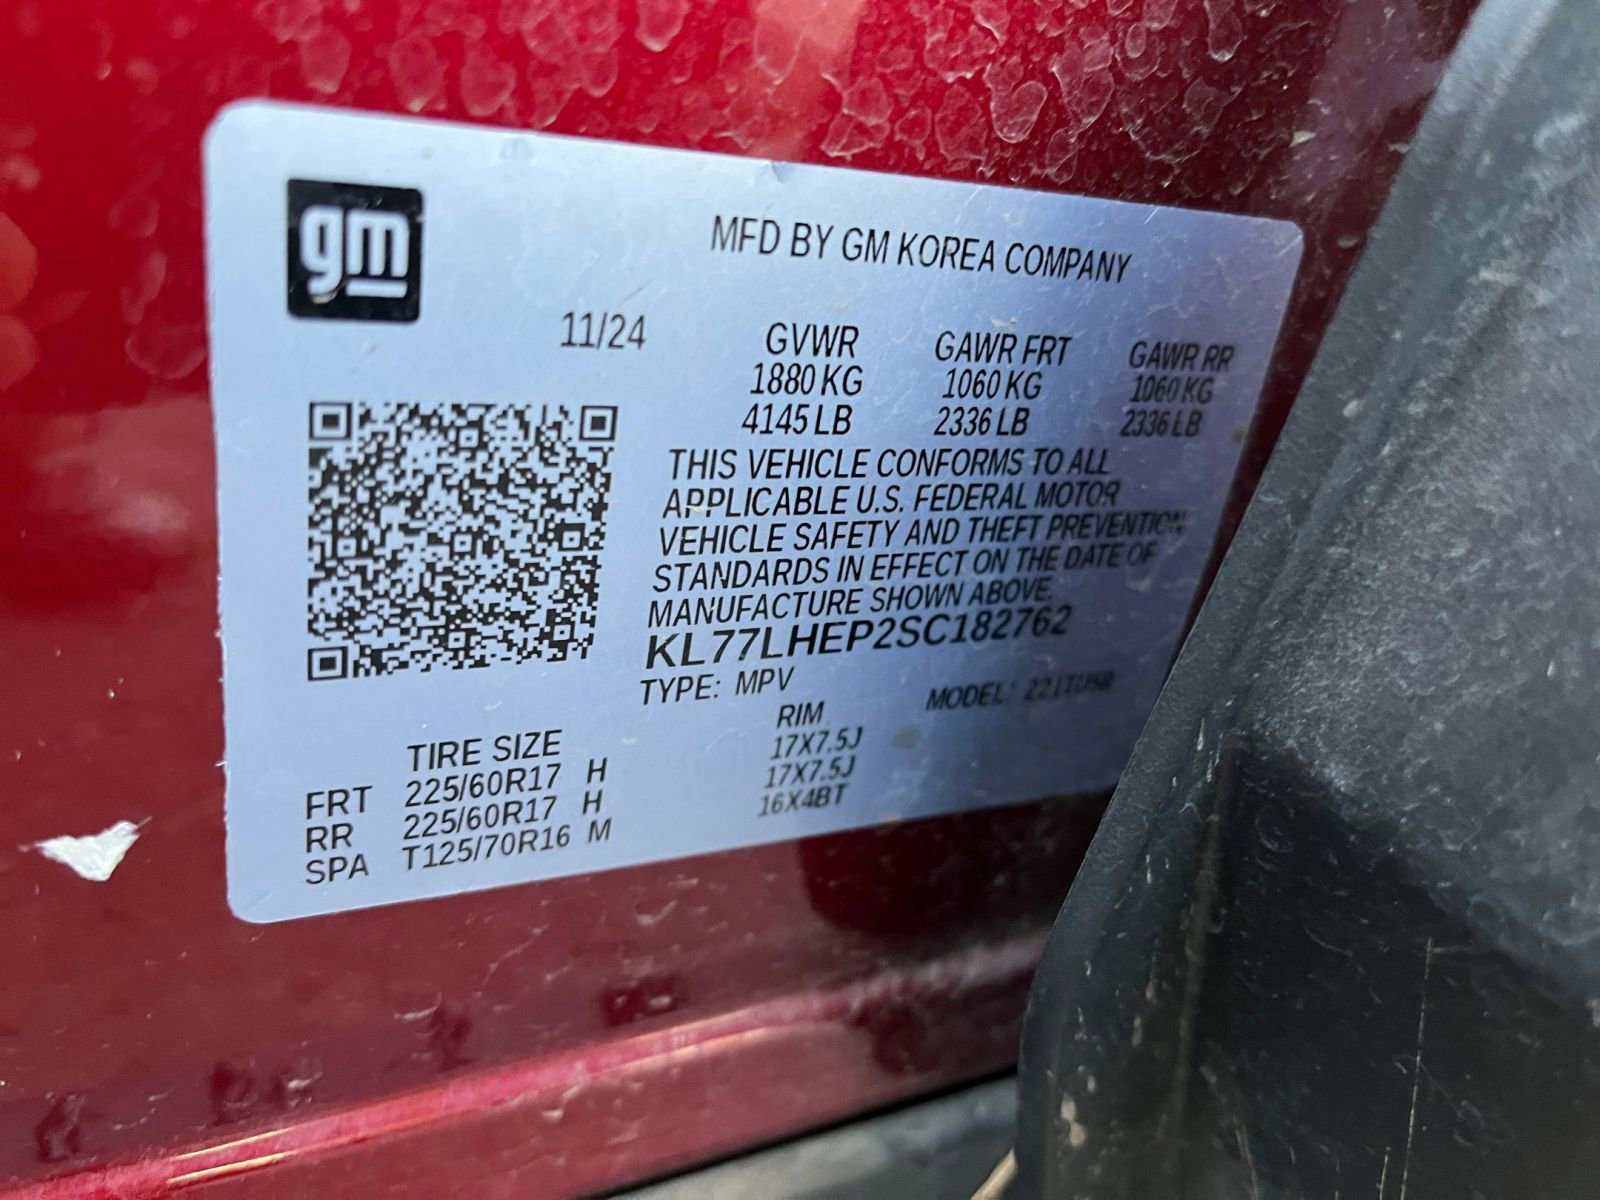 gm
MFD BY GM KOREA COMPANY
11/24
GVWR GAWR FRT GAWR RR
1880 KG 1060 KG 1060 KG
4145 LB 2336 LB 2336 LB
THIS VEHICLE CONFORMS TO ALL
APPLICABLE U.S. FEDERAL MOTOR
VEHICLE SAFETY AND THEFT PREVENTION
STANDARDS IN EFFECT ON THE DATE OF
MANUFACTURE SHOWN ABOVE.
KL77LHEP2SC182762
TYPE: MPV MODEL:
TIRE SIZE RIM
FRT 225/60R17 H 17X7.5J
RR 225/60R17 H 17X7.5J
SPA T125/70R16 M 16X4BT